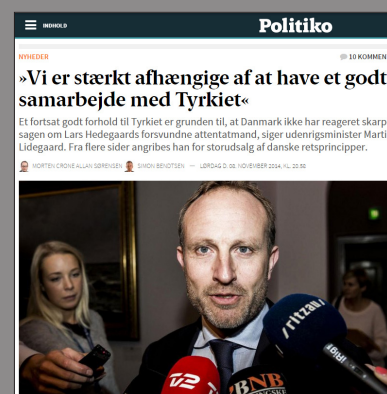 INDHOLD
Politiko
NYHEDER
10 KOMMEN
»Vi er stærkt afhængige af at have et godt
samarbejde med Tyrkiet«
Et fortsat godt forhold til Tyrkiet er grunden til, at Danmark ikke har reageret skarp
sagen om Lars Hedegaards forsvundne attentatmand, siger udenrigsminister Marti
Lidegaard. Fra flere sider angribes han for storudsalg af danske retsprincipper.
MORTEN CRONE ALLAN SØRENSEN SIMON BENDTSEN — LØRDAG D. 08. NOVEMBER 2014, KL. 20:58
/ritzau/
BNB